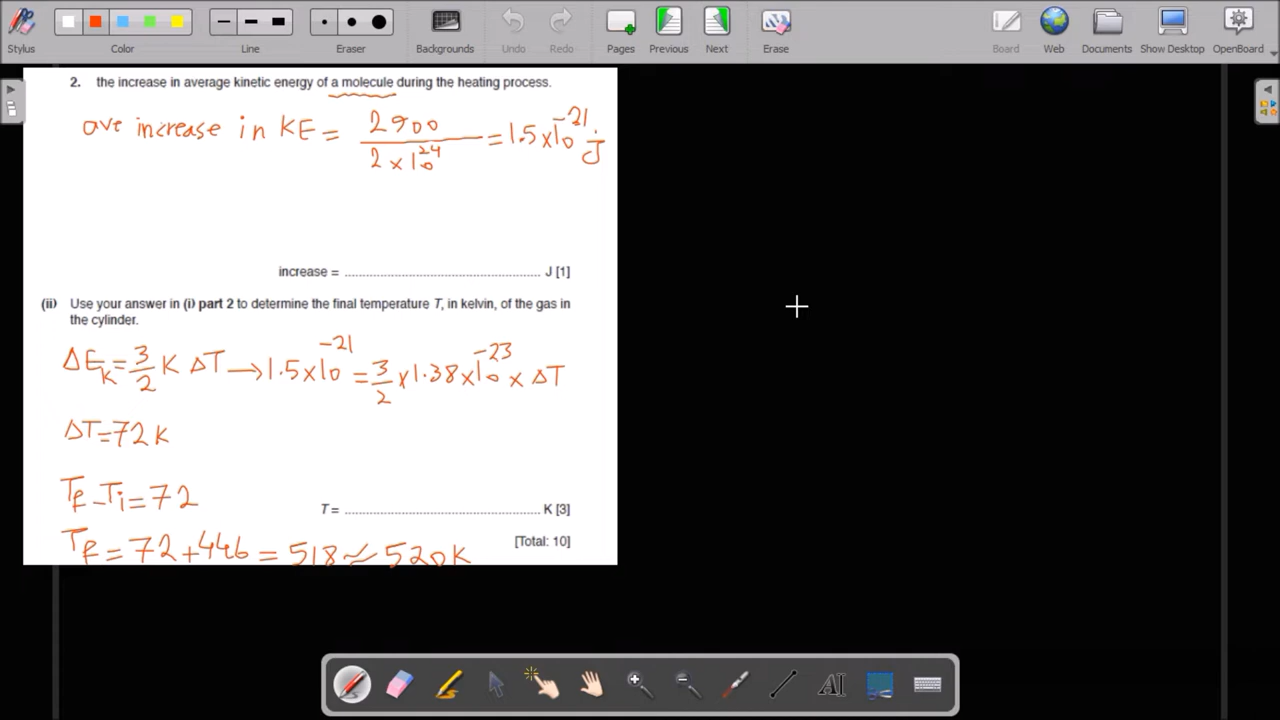 Stylus Color Line Eraser Backgrounds Undo Redo Pages Previous Next Erase Board Web Documents Show Desktop OpenBoard
2. the increase in average kinetic energy of a molecule during the heating process.
ave increase in KE = 2900 / 2 × 10^24 = 1.5 × 10^-21 J
increase = ........................................................ J [1]
(ii) Use your answer in (i) part 2 to determine the final temperature T, in kelvin, of the gas in
the cylinder.
ΔE_K = 3/2 K ΔT → 1.5 × 10^-21 = 3/2 × 1.38 × 10^-23 × ΔT
ΔT = 72 K
T_f - T_i = 72
T = ........................................................ K [3]
T_f = 72 + 446 = 518 ≈ 520 K
[Total: 10]
AI